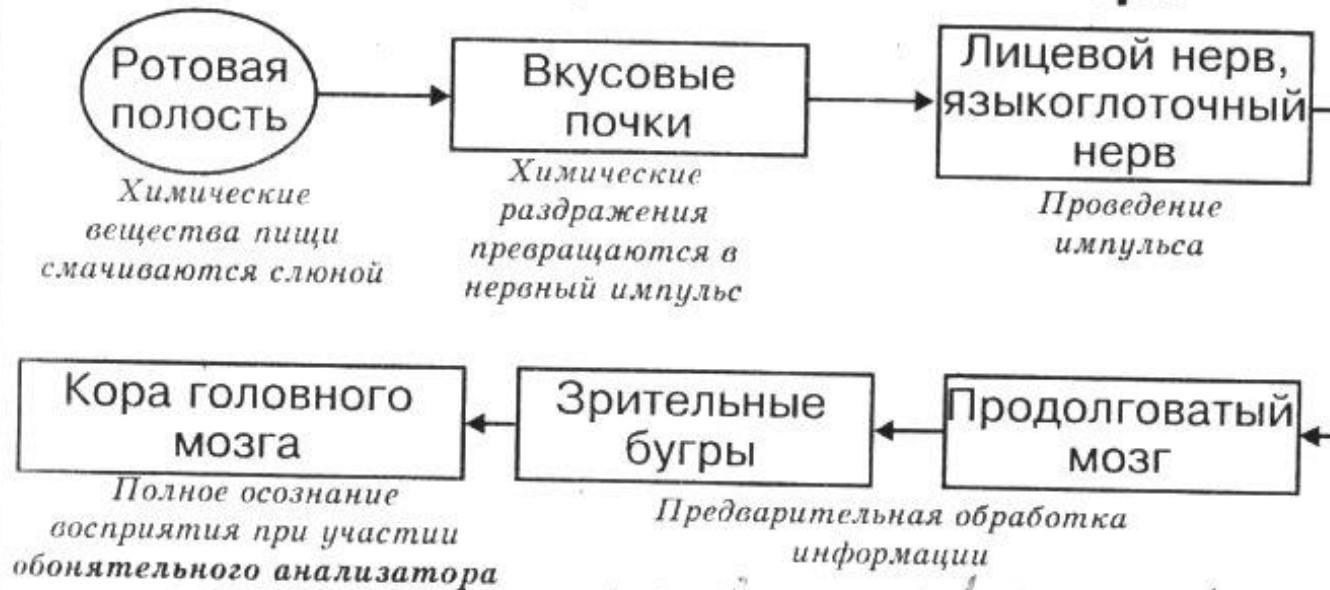 Ротовая
полость
Химические
вещества пищи
смачиваются слюной
Вкусовые
почки
Химические
раздражения
превращаются в
нервный импульс
Лицевой нерв,
языкоглоточный
нерв
Проведение
импульса
Продолговатый
мозг
Зрительные
бугры
Предварительная обработка
информации
Кора головного
мозга
Полное осознание
восприятия при участии
обонятельного анализатора